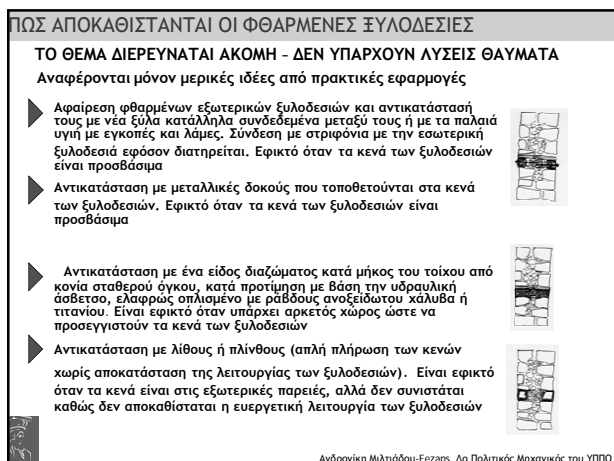 ΠΩΣ ΑΠΟΚΑΘΙΣΤΑΝΤΑΙ ΟΙ ΦΘΑΡΜΕΝΕΣ ΞΥΛΟΔΕΣΙΕΣ
ΤΟ ΘΕΜΑ ΔΙΕΡΕΥΝΑΤΑΙ ΑΚΟΜΗ – ΔΕΝ ΥΠΑΡΧΟΥΝ ΛΥΣΕΙΣ ΘΑΥΜΑΤΑ
Αναφέρονται μόνον μερικές ιδέες από πρακτικές εφαρμογές
Αφαίρεση φθαρμένων εξωτερικών ξυλοδεσιών και αντικατάστασή
τους με νέα ξύλα κατάλληλα συνδεδεμένα μεταξύ τους ή με τα παλαιά
υγιή με εγκοπές και λάμες. Σύνδεση με στριφόνια με την εσωτερική
ξυλοδεσιά εφόσον διατηρείται. Εφικτό όταν τα κενά των ξυλοδεσιών
είναι προσβάσιμα
Αντικατάσταση με μεταλλικές δοκούς που τοποθετούνται στα κενά
των ξυλοδεσιών. Εφικτό όταν τα κενά των ξυλοδεσιών είναι
προσβάσιμα
Αντικατάσταση με ένα είδος διαζώματος κατά μήκος του τοίχου από
κονία σταθερού όγκου, κατά προτίμηση με βάση την υδραυλική
άσβεστο, ελαφρώς οπλισμένο με ράβδους ανοξείδωτου χάλυβα ή
τιτανίου. Είναι εφικτό όταν υπάρχει αρκετός χώρος ώστε να
προσεγγιστούν τα κενά των ξυλοδεσιών
Αντικατάσταση με λίθους ή πλίνθους (απλή πλήρωση των κενών
χωρίς αποκατάσταση της λειτουργίας των ξυλοδεσιών). Είναι εφικτό
όταν τα κενά είναι στις εξωτερικές παρειές, αλλά δεν συνιστάται
καθώς δεν αποκαθίσταται η ευεργετική λειτουργία των ξυλοδεσιών
Ανδρονίκη Μιλτιάδου-Fezans, Δρ Πολιτικός Μηχανικός του ΥΠΠΟ